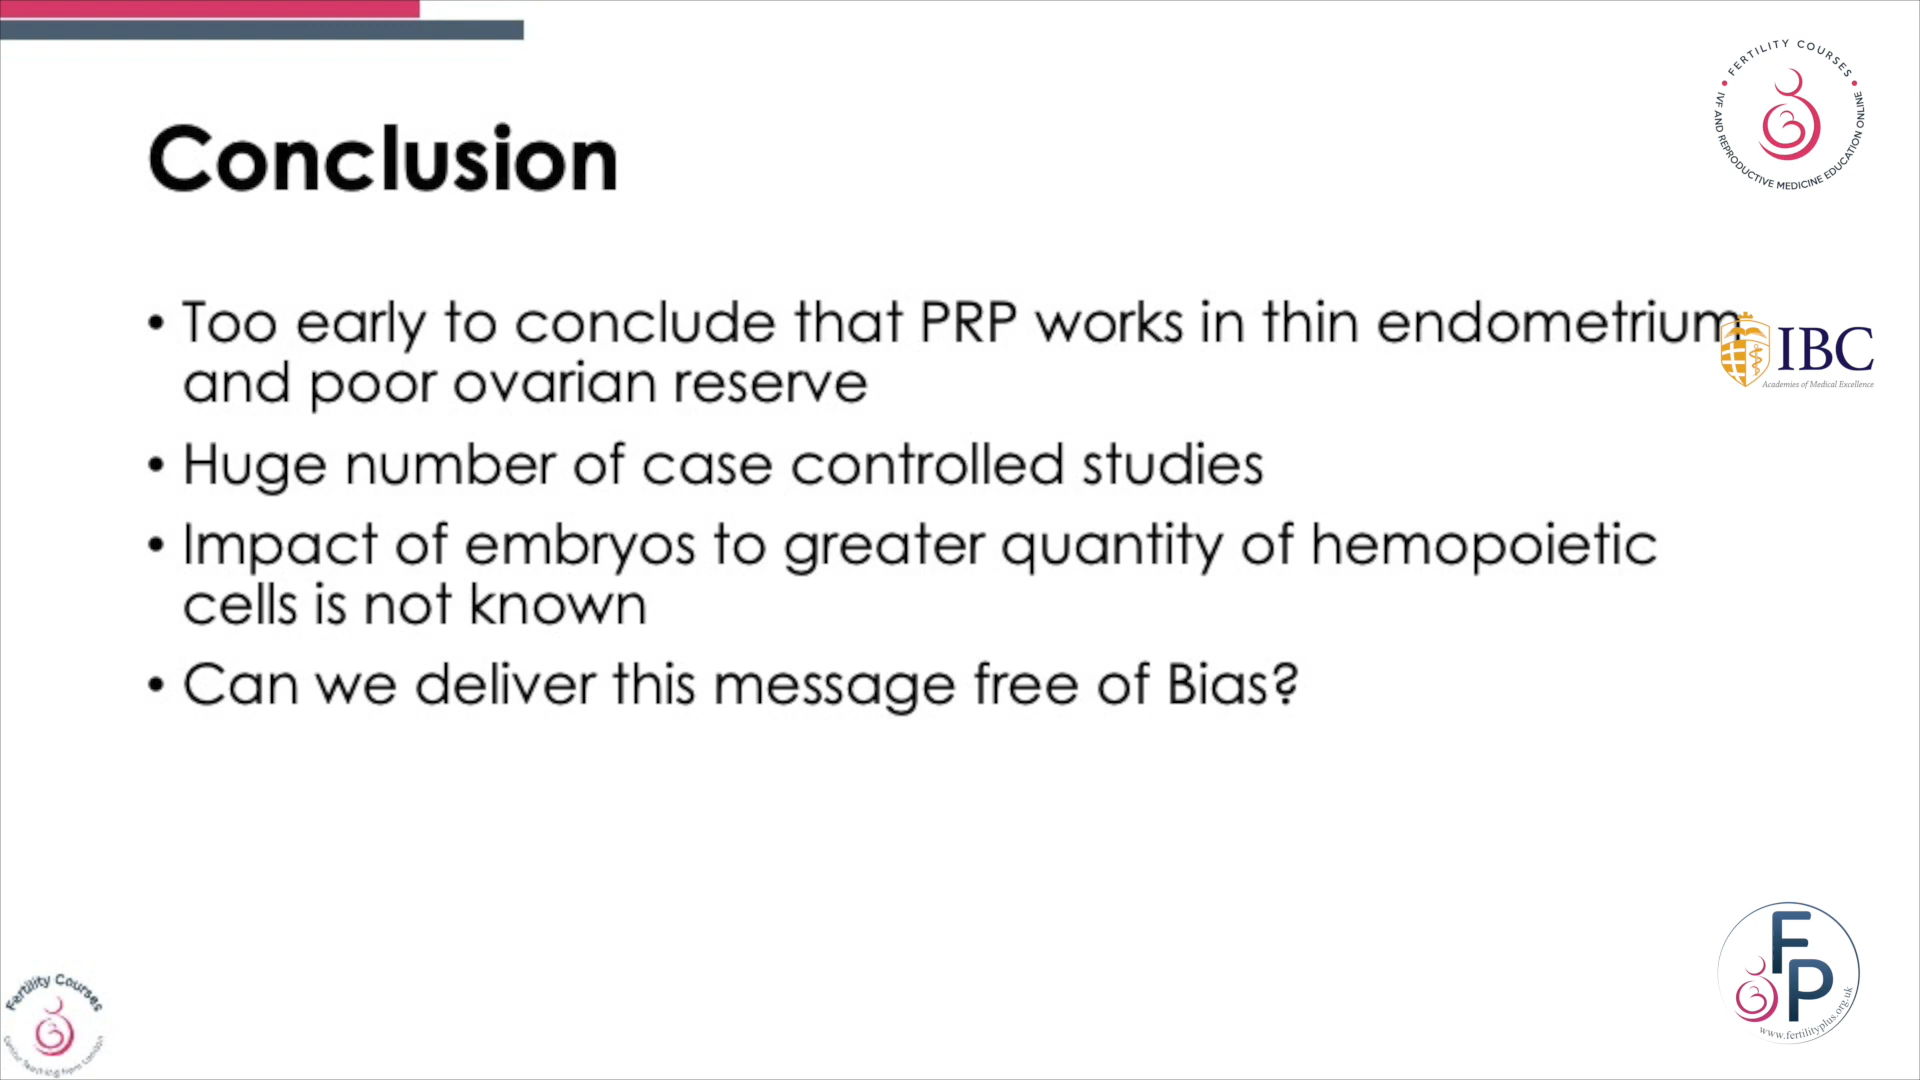 FERTILITY COURSES
IVF AND REPRODUCTIVE MEDICINE EDUCATION ONLINE
Conclusion
• Too early to conclude that PRP works in thin endometrium
and poor ovarian reserve
IBC
Academies of Medical Excellence
• Huge number of case controlled studies
• Impact of embryos to greater quantity of hemopoietic
cells is not known
• Can we deliver this message free of Bias?
FP
www.fertilityplus.org.uk
Fertility Courses